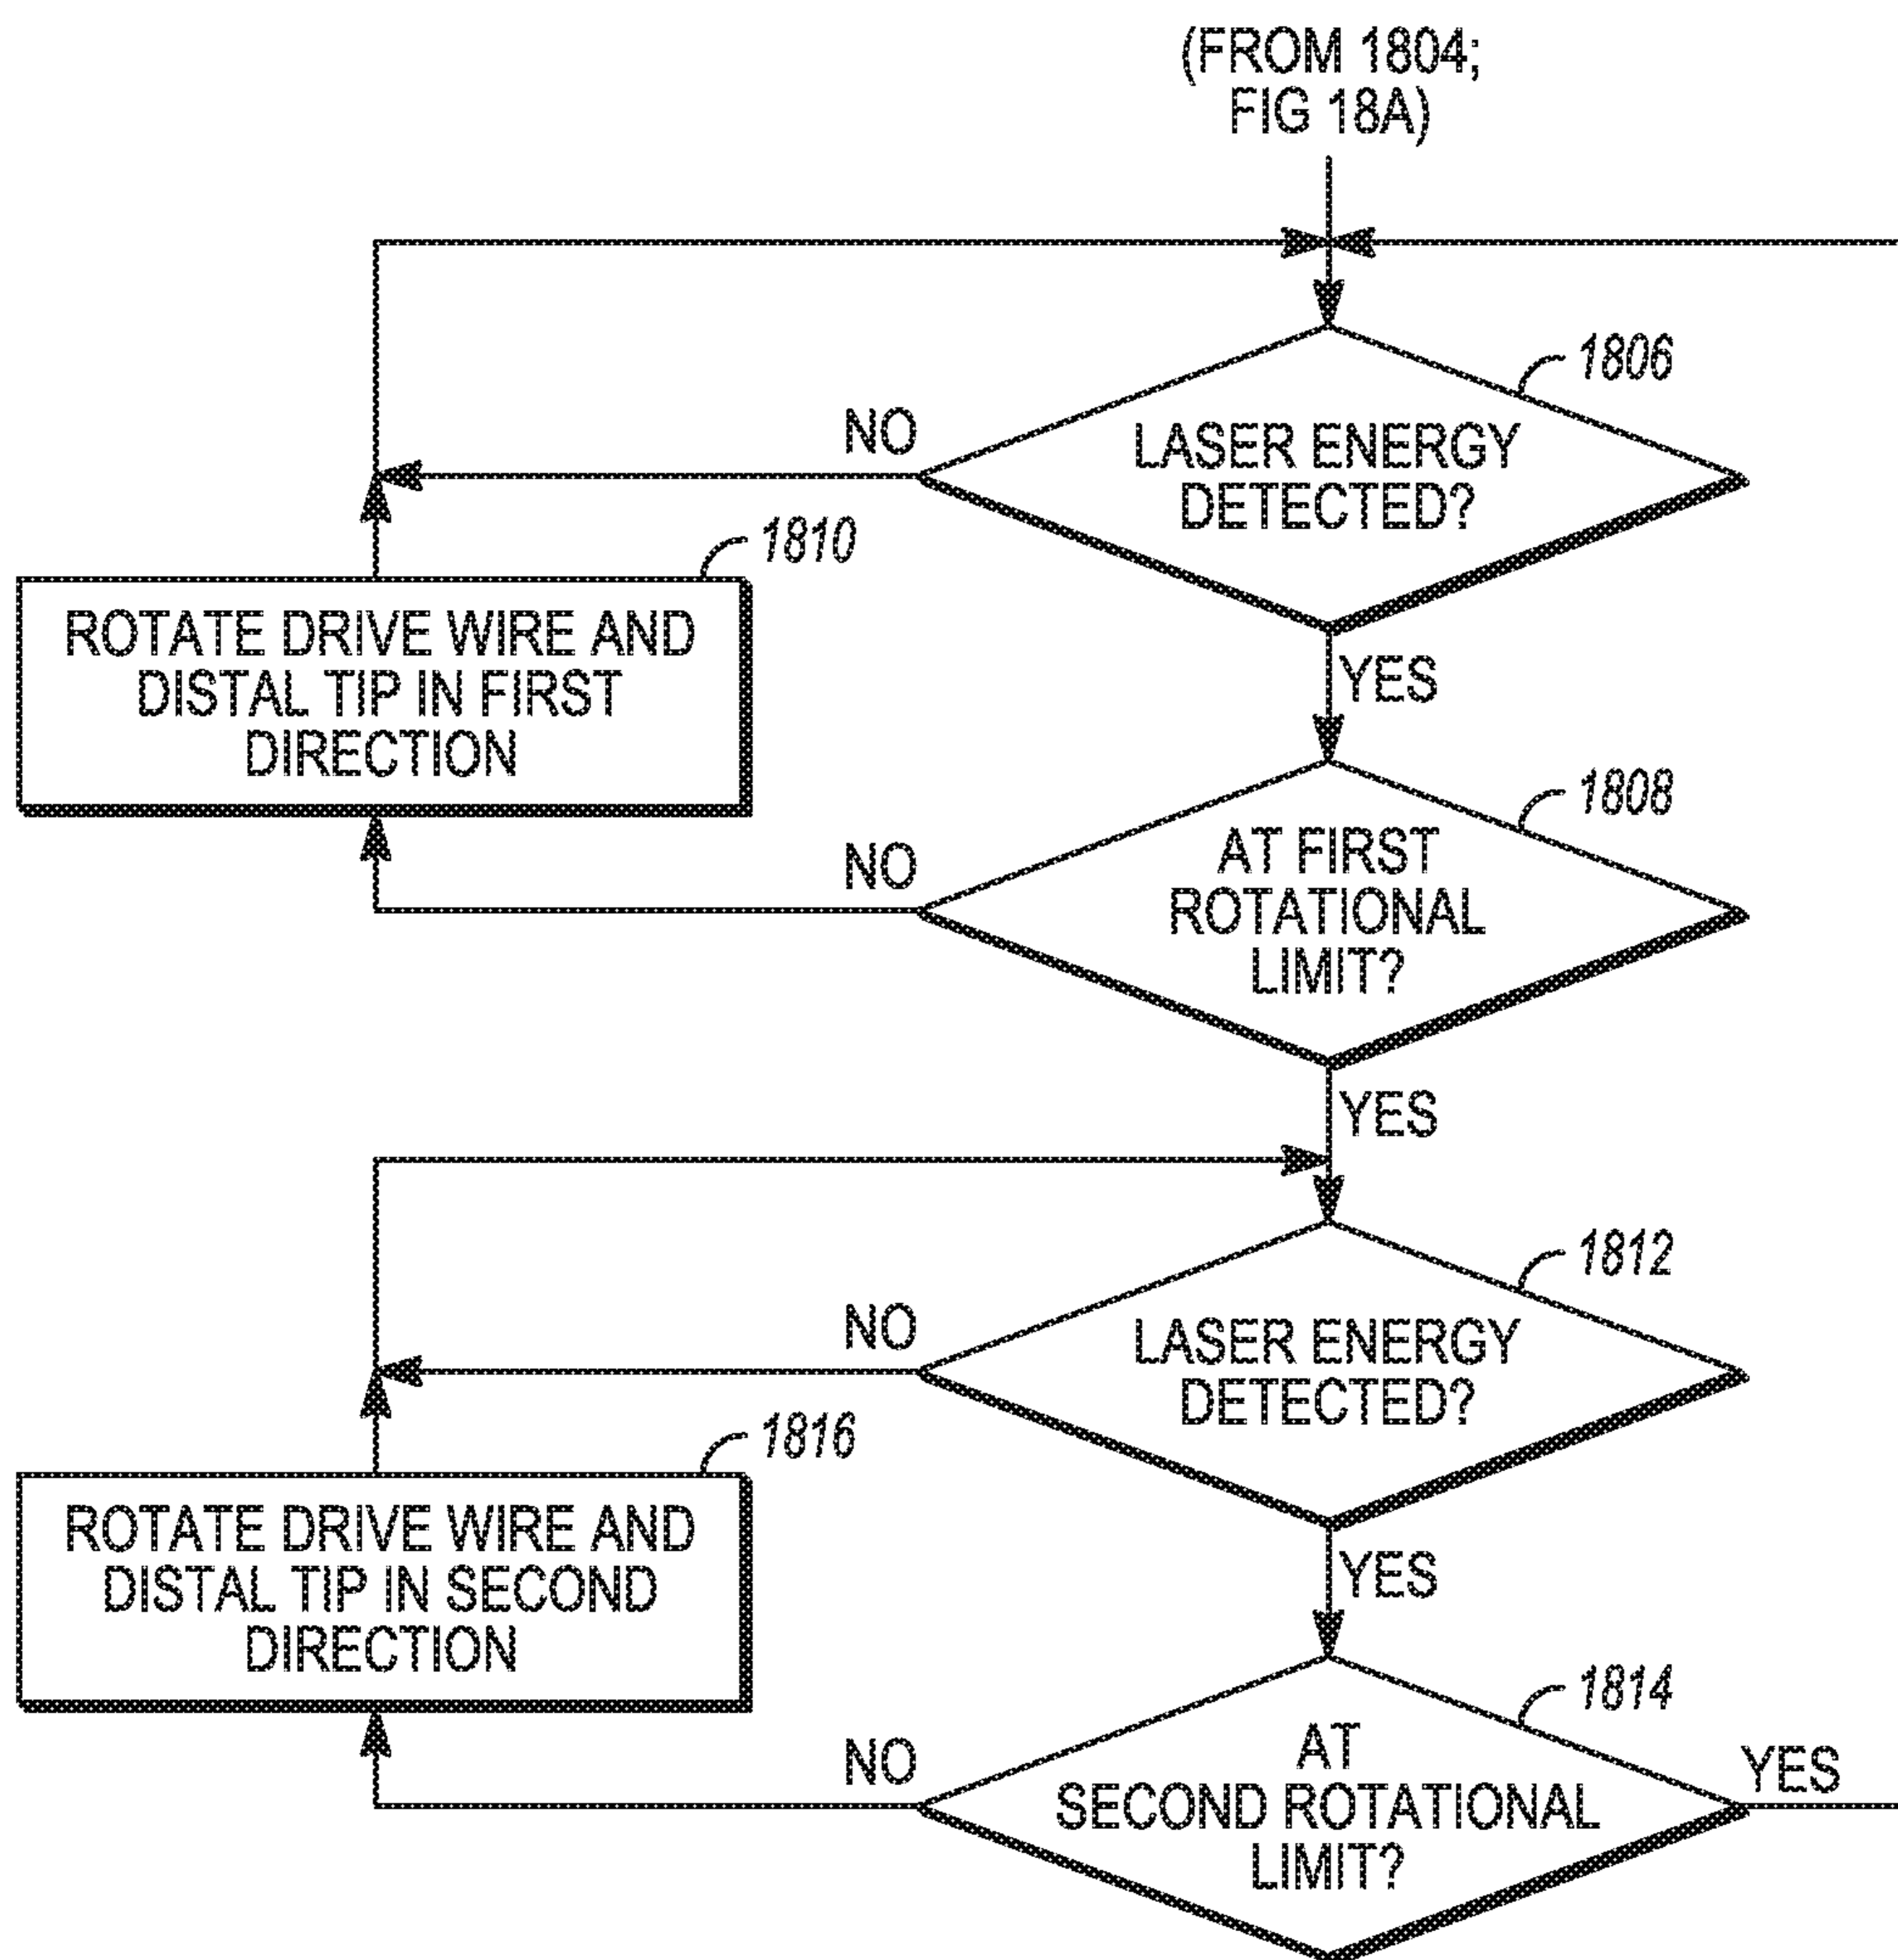 (FROM 1804;
FIG 18A)
1806
NO
LASER ENERGY
DETECTED?
1810
YES
ROTATE DRIVE WIRE AND
DISTAL TIP IN FIRST
DIRECTION
1808
NO
AT FIRST
ROTATIONAL
LIMIT?
YES
1812
NO
LASER ENERGY
DETECTED?
1816
YES
ROTATE DRIVE WIRE AND
DISTAL TIP IN SECOND
DIRECTION
1814
NO
AT
SECOND ROTATIONAL
LIMIT?
YES